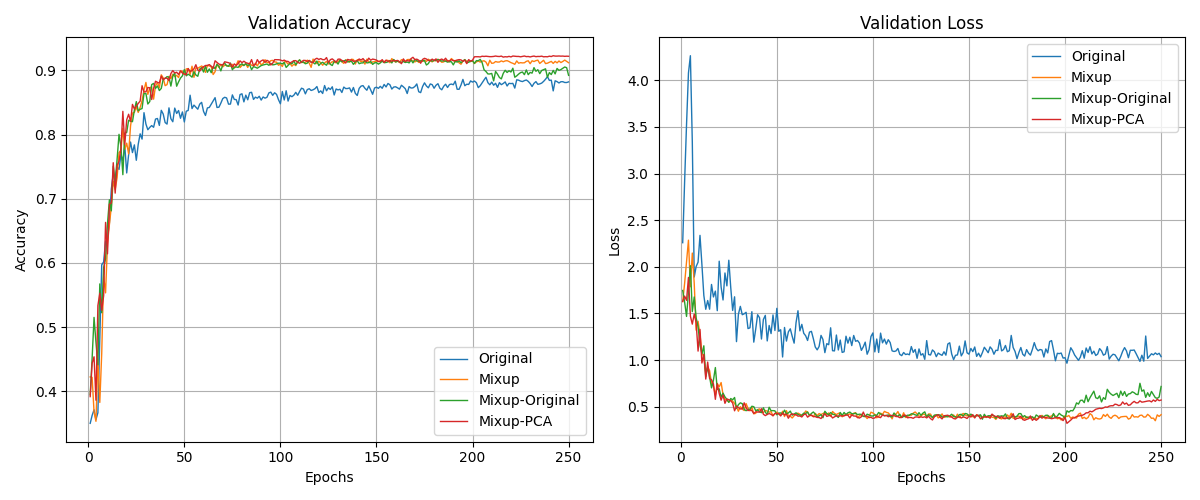 Validation Accuracy
Accuracy
0.9
0.8
0.7
0.6
0.5
0.4
Original
Mixup
Mixup-Original
Mixup-PCA
0
50
100
150
200
250
Epochs
Validation Loss
Loss
4.0
3.5
3.0
2.5
2.0
1.5
1.0
0.5
Original
Mixup
Mixup-Original
Mixup-PCA
0
50
100
150
200
250
Epochs